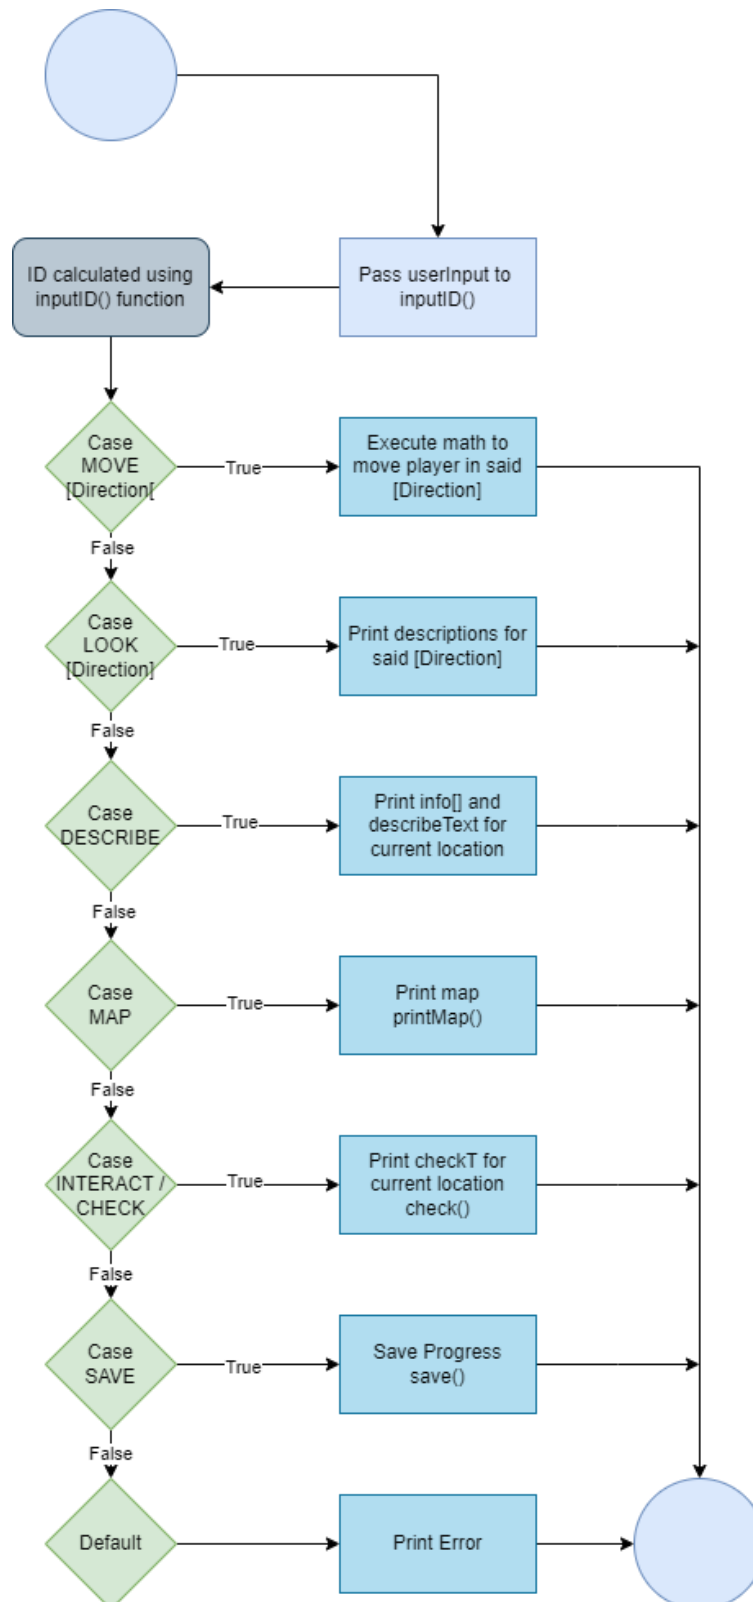 ID calculated using
inputID() function
Pass userInput to
inputID()
Case
MOVE
[Direction[
True
Execute math to
move player in said
[Direction]
False
Case
LOOK
[Direction]
True
Print descriptions for
said [Direction]
False
Case
DESCRIBE
True
Print info[] and
describeText for
current location
False
Case
MAP
True
Print map
printMap()
False
Case
INTERACT /
CHECK
True
Print checkT for
current location
check()
False
Case
SAVE
True
Save Progress
save()
False
Default
Print Error